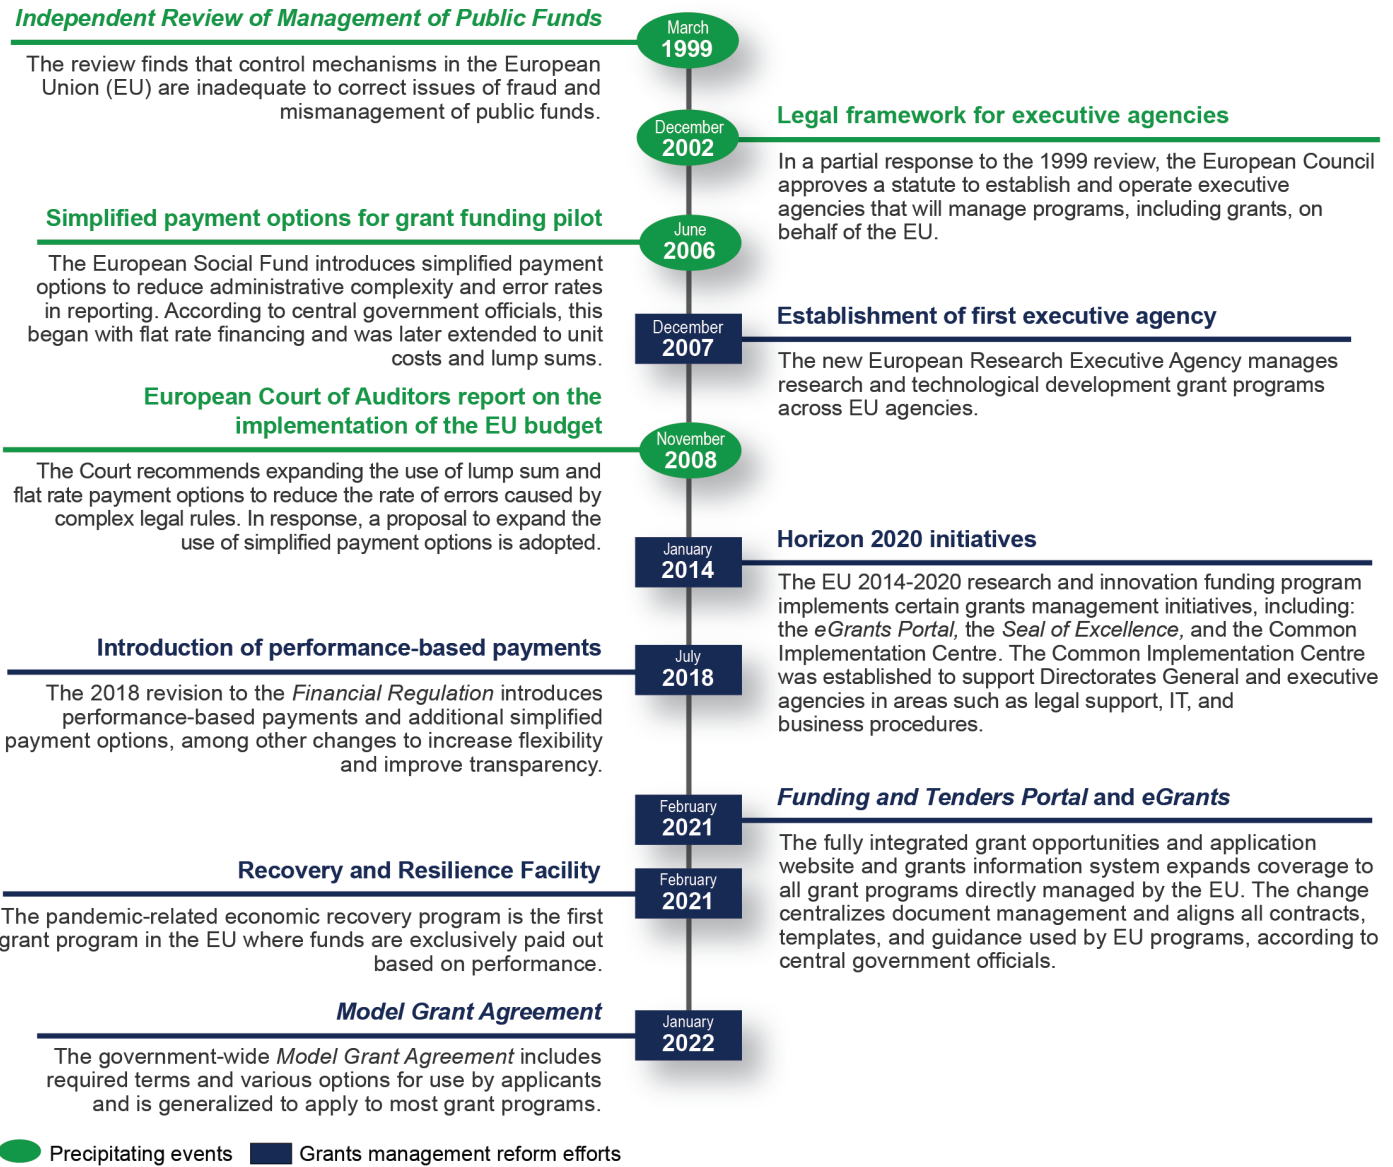 Independent Review of Management of Public Funds
March
1999
The review finds that control mechanisms in the European
Union (EU) are inadequate to correct issues of fraud and
mismanagement of public funds.
December
2002
Legal framework for executive agencies
In a partial response to the 1999 review, the European Council
approves a statute to establish and operate executive
agencies that will manage programs, including grants, on
behalf of the EU.
Simplified payment options for grant funding pilot
June
2006
The European Social Fund introduces simplified payment
options to reduce administrative complexity and error rates
in reporting. According to central government officials, this
began with flat rate financing and was later extended to unit
costs and lump sums.
December
2007
Establishment of first executive agency
The new European Research Executive Agency manages
research and technological development grant programs
across EU agencies.
European Court of Auditors report on the
implementation of the EU budget
November
2008
The Court recommends expanding the use of lump sum and
flat rate payment options to reduce the rate of errors caused by
complex legal rules. In response, a proposal to expand the
use of simplified payment options is adopted.
January
2014
Horizon 2020 initiatives
The EU 2014-2020 research and innovation funding program
implements certain grants management initiatives, including:
the eGrants Portal, the Seal of Excellence, and the Common
Implementation Centre. The Common Implementation Centre
was established to support Directorates General and executive
agencies in areas such as legal support, IT, and
business procedures.
Introduction of performance-based payments
July
2018
The 2018 revision to the Financial Regulation introduces
performance-based payments and additional simplified
payment options, among other changes to increase flexibility
and improve transparency.
February
2021
Funding and Tenders Portal and eGrants
The fully integrated grant opportunities and application
website and grants information system expands coverage to
all grant programs directly managed by the EU. The change
centralizes document management and aligns all contracts,
templates, and guidance used by EU programs, according to
central government officials.
Recovery and Resilience Facility
February
2021
The pandemic-related economic recovery program is the first
grant program in the EU where funds are exclusively paid out
based on performance.
Model Grant Agreement
January
2022
The government-wide Model Grant Agreement includes
required terms and various options for use by applicants
and is generalized to apply to most grant programs.
Precipitating events
Grants management reform efforts